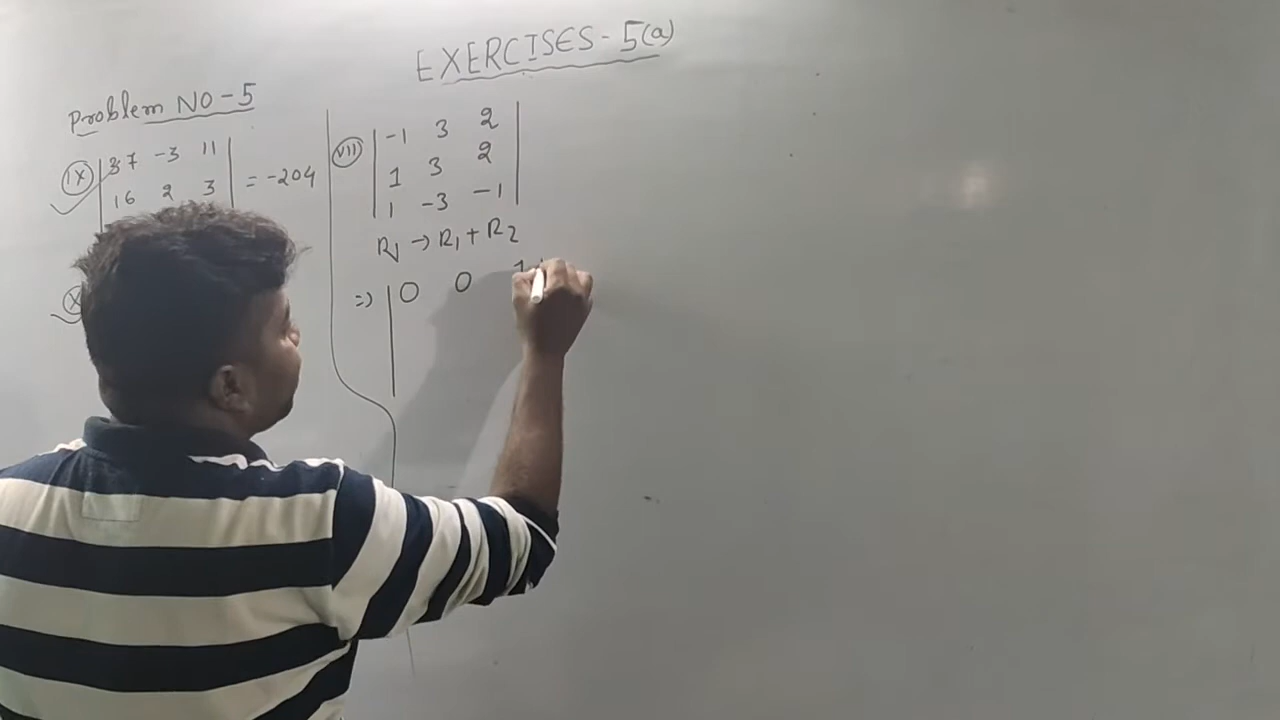 EXERCISES - 5(a)
Problem NO - 5
(IX) | 37 -3 11 |
| 16 2 3 | = -204
(VII) | -1 3 2 |
| 1 3 2 |
| 1 -3 -1 |
R1 → R1 + R2
=> | 0 0